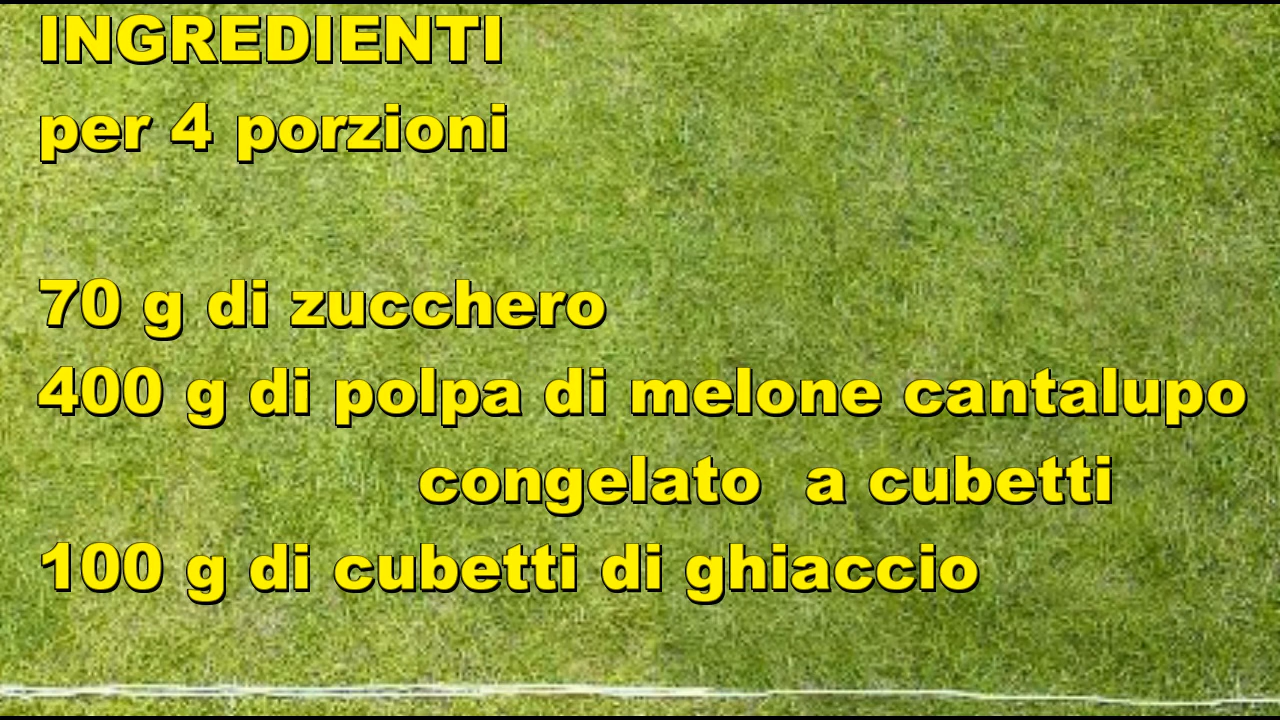 INGREDIENTI
per 4 porzioni
70 g di zucchero
400 g di polpa di melone cantalupo
congelato a cubetti
100 g di cubetti di ghiaccio